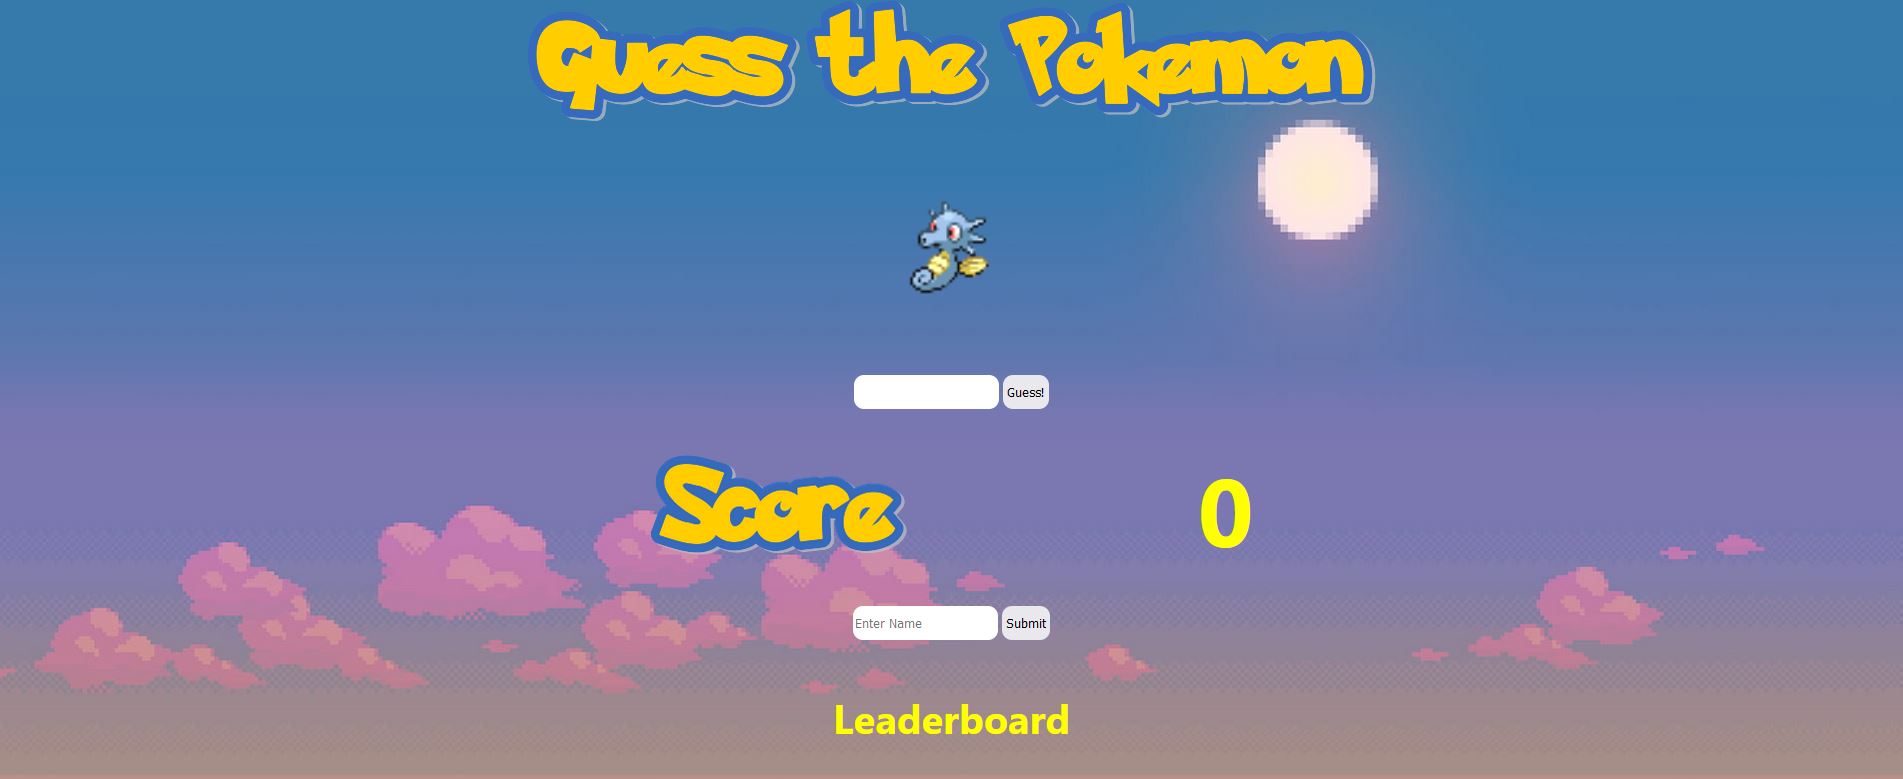 Guess the Pokemon
Guess!
Score 0
Enter Name Submit
Leaderboard